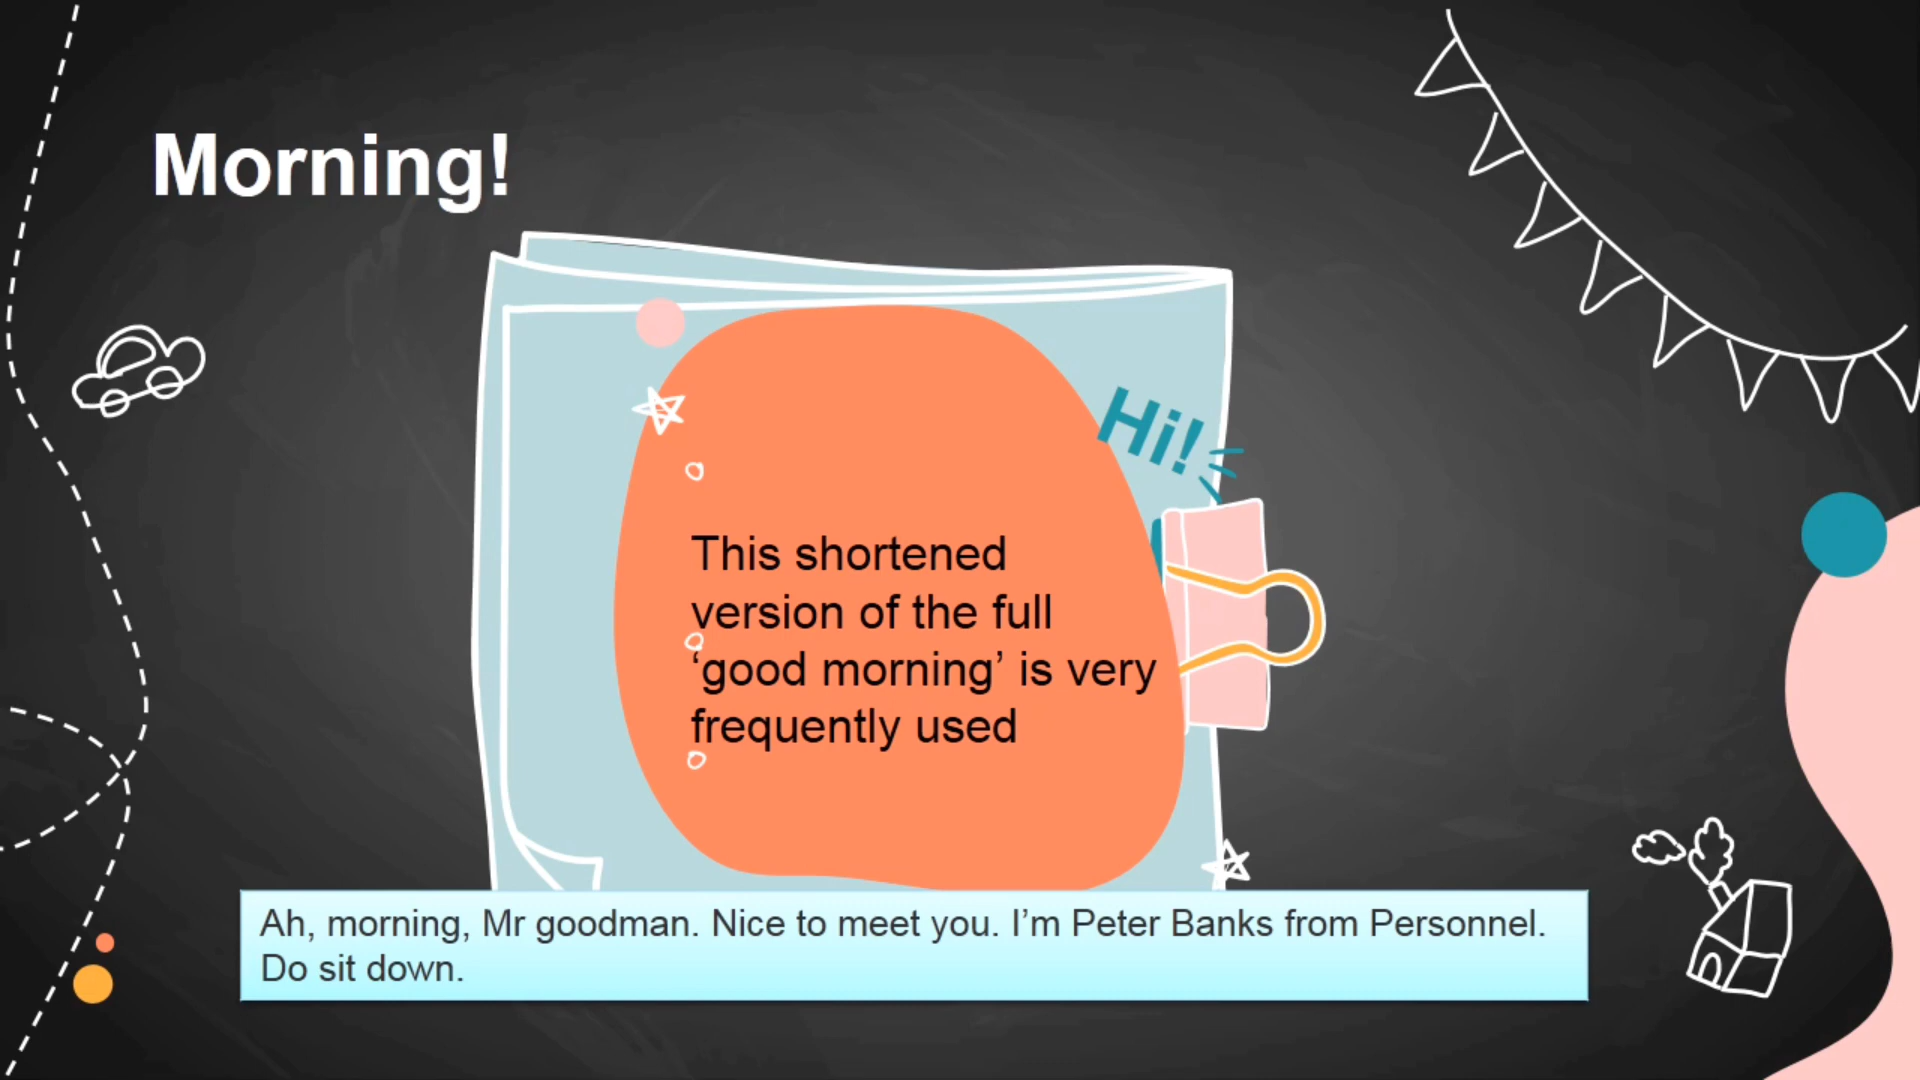 Morning!
Hi!
This shortened
version of the full
‘good morning’ is very
frequently used
Ah, morning, Mr goodman. Nice to meet you. I’m Peter Banks from Personnel.
Do sit down.